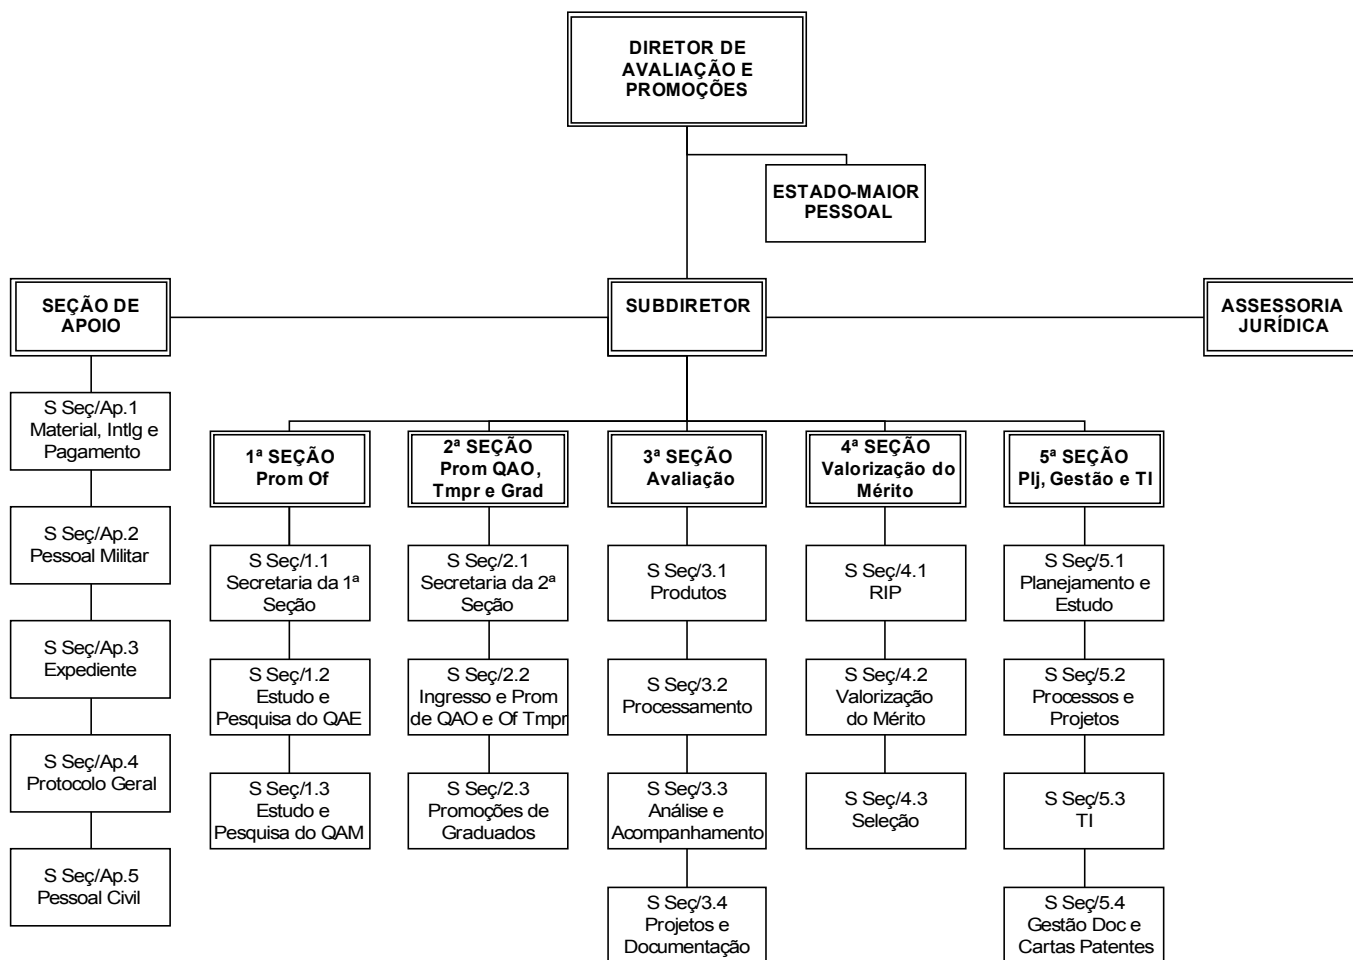 DIRETOR DE
AVALIAÇÃO E
PROMOÇÕES
ESTADO-MAIOR
PESSOAL
SEÇÃO DE
APOIO
SUBDIRETOR
ASSESSORIA
JURÍDICA
S Seç/Ap.1
Material, Intlg e
Pagamento
S Seç/Ap.2
Pessoal Militar
S Seç/Ap.3
Expediente
S Seç/Ap.4
Protocolo Geral
S Seç/Ap.5
Pessoal Civil
1ª SEÇÃO
Prom Of
S Seç/1.1
Secretaria da 1ª
Seção
S Seç/1.2
Estudo e
Pesquisa do QAE
S Seç/1.3
Estudo e
Pesquisa do QAM
2ª SEÇÃO
Prom QAO,
Tmpr e Grad
S Seç/2.1
Secretaria da 2ª
Seção
S Seç/2.2
Ingresso e Prom
de QAO e Of Tmpr
S Seç/2.3
Promoções de
Graduados
3ª SEÇÃO
Avaliação
S Seç/3.1
Produtos
S Seç/3.2
Processamento
S Seç/3.3
Análise e
Acompanhamento
S Seç/3.4
Projetos e
Documentação
4ª SEÇÃO
Valorização do
Mérito
S Seç/4.1
RIP
S Seç/4.2
Valorização
do Mérito
S Seç/4.3
Seleção
5ª SEÇÃO
Plj, Gestão e TI
S Seç/5.1
Planejamento e
Estudo
S Seç/5.2
Processos e
Projetos
S Seç/5.3
TI
S Seç/5.4
Gestão Doc e
Cartas Patentes